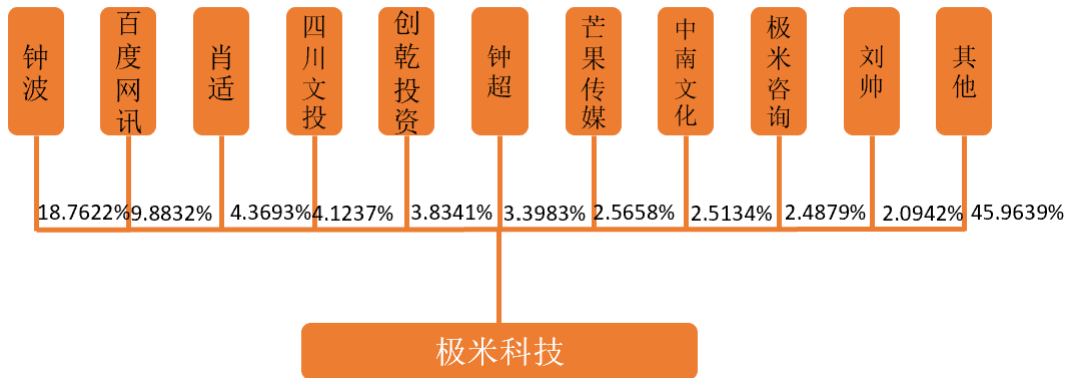 钟波
百度网讯
肖适
四川文投
创乾投资
钟超
芒果传媒
中南文化
极米咨询
刘帅
其他
18.7622%
9.8832%
4.3693%
4.1237%
3.8341%
3.3983%
2.5658%
2.5134%
2.4879%
2.0942%
45.9639%
极米科技